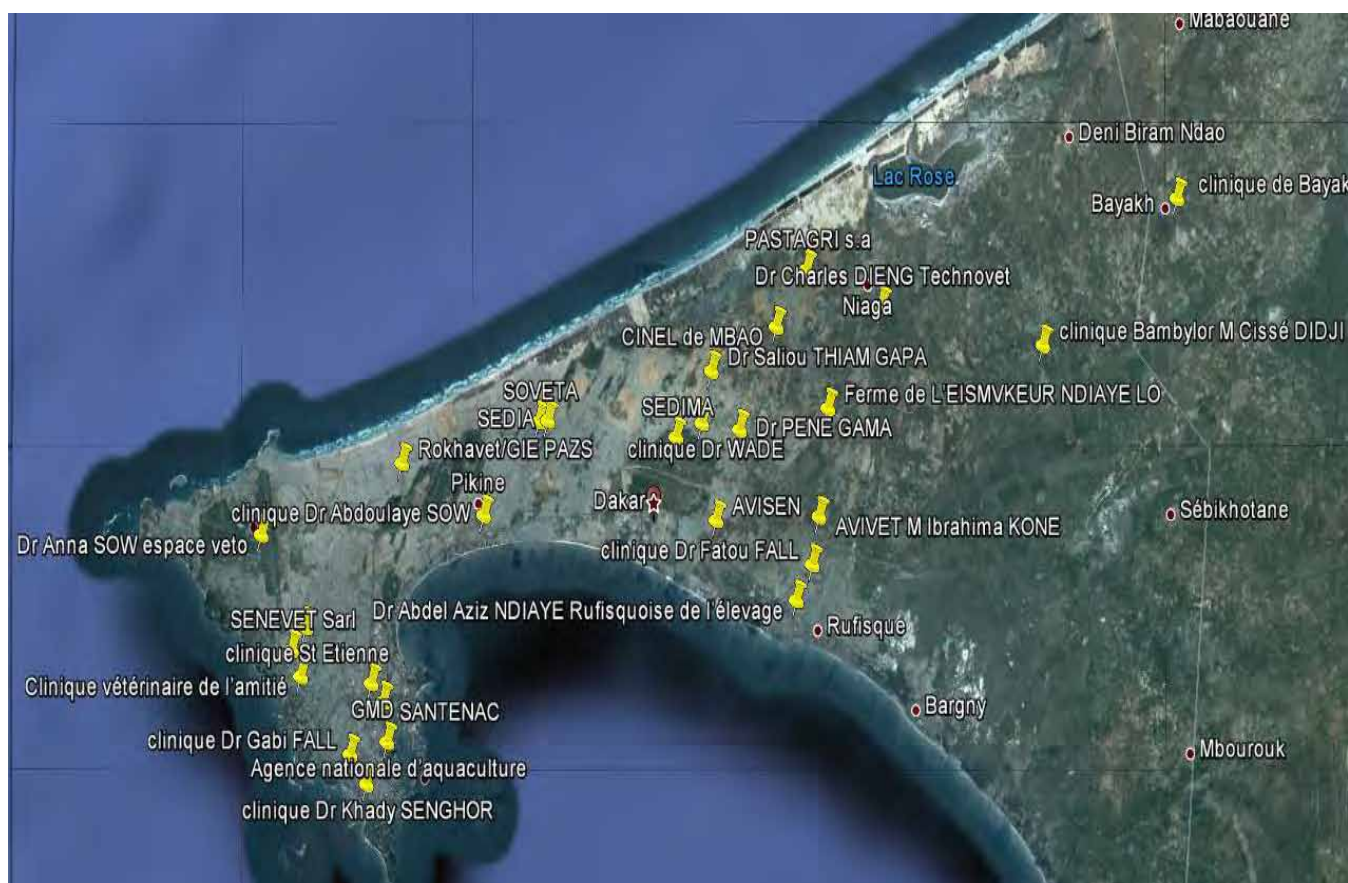 Mabaouane
Deni Biram Ndao
Lac Rose
clinique de Bayak
Bayakh
PASTAGRI s.a
Dr Charles DIENG Technovet
Niaga
CINEL de MBAO
clinique Bambylor M Cissé DIDJI
Dr Saliou THIAM GAPA
SOVETA
Ferme de L'EISMVKEUR NDIAYE LO
SEDIMA
SEDIA
Dr PENE GAMA
Rokhavet/GIE PAZS
clinique Dr WADE
Pikine
Dakar
AVISEN
clinique Dr Abdoulaye SOW
Sébikhotane
AVIVET M Ibrahima KONE
Dr Anna SOW espace veto
clinique Dr Fatou FALL
Dr Abdel Aziz NDIAYE Rufisquoise de l'élevage
SENEVET Sarl
Rufisque
clinique St Etienne
Clinique vétérinaire de l'amitié
GMD
SANTENAC
Bargny
clinique Dr Gabi FALL
Mbourouk
Agence nationale d'aquaculture
clinique Dr Khady SENGHOR